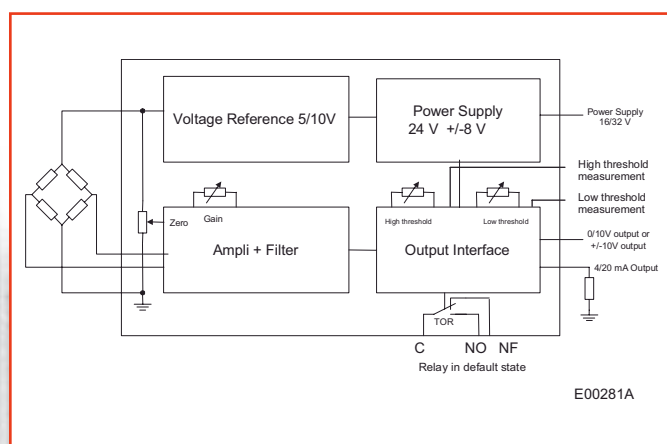 Voltage Reference 5/10V
Power Supply
24 V +/-8 V
Power Supply
16/32 V
High threshold
measurement
Low threshold
measurement
Gain
Zero
Ampli + Filter
High threshold
Low threshold
Output Interface
0/10V output or
+/-10V output
4/20 mA Output
TOR
C NO NF
Relay in default state
E00281A